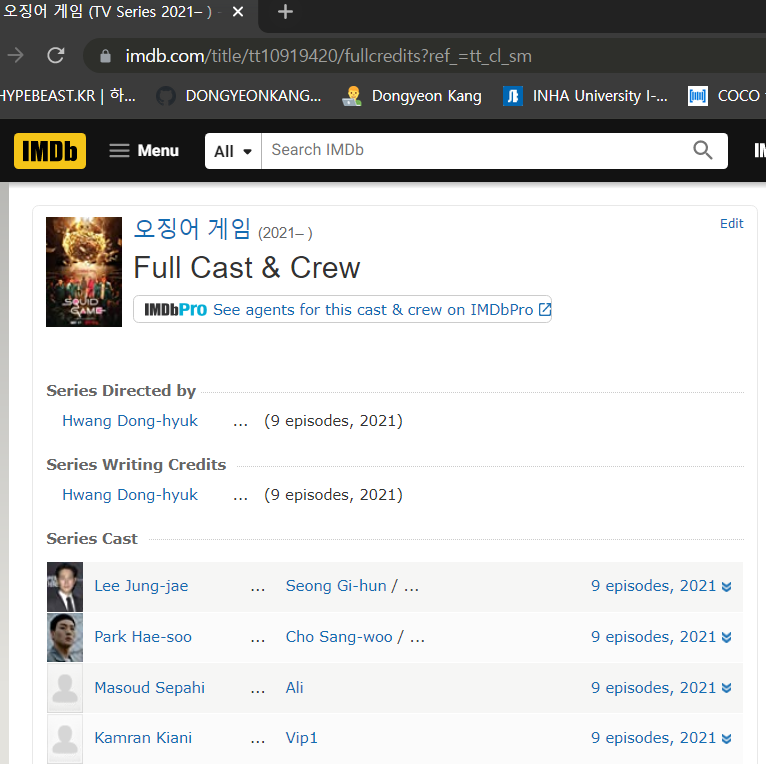 오징어 게임 (TV Series 2021– ) -
imdb.com/title/tt10919420/fullcredits?ref_=tt_cl_sm
HYPEBEAST.KR | 하... DONGYEONKANG... Dongyeon Kang INHA University I-... COCO
IMDb Menu All Search IMDb
오징어 게임 (2021– ) Edit
Full Cast & Crew
SQUID GAME
IMDbPro See agents for this cast & crew on IMDbPro
Series Directed by
Hwang Dong-hyuk ... (9 episodes, 2021)
Series Writing Credits
Hwang Dong-hyuk ... (9 episodes, 2021)
Series Cast
Lee Jung-jae ... Seong Gi-hun / ... 9 episodes, 2021
Park Hae-soo ... Cho Sang-woo / ... 9 episodes, 2021
Masoud Sepahi ... Ali 9 episodes, 2021
Kamran Kiani ... Vip1 9 episodes, 2021